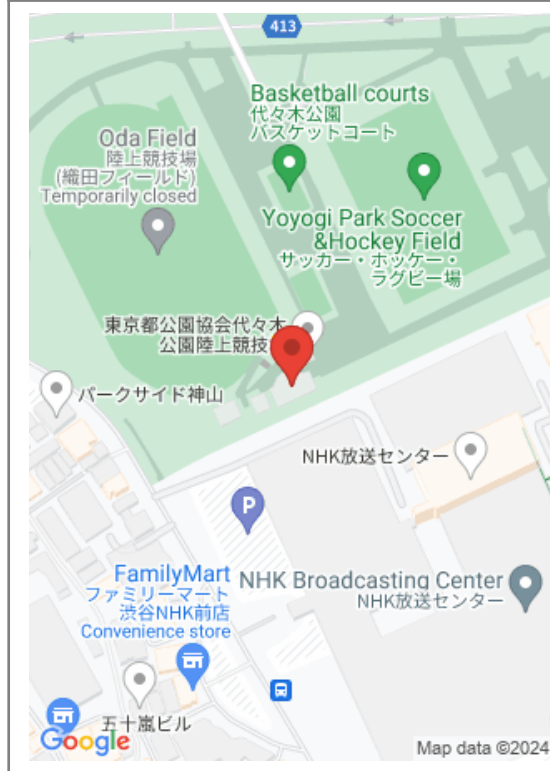 413
Basketball courts
代々木公園
バスケットコート
Oda Field
陸上競技場
(織田フィールド)
Temporarily closed
Yoyogi Park Soccer
&Hockey Field
サッカー・ホッケー・
ラグビー場
東京都公園協会代々木
公園陸上競技
パークサイド神山
NHK放送センター
P
FamilyMart
ファミリーマート
渋谷NHK前店
Convenience store
NHK Broadcasting Center
NHK放送センター
五十嵐ビル
Google
Map data ©2024